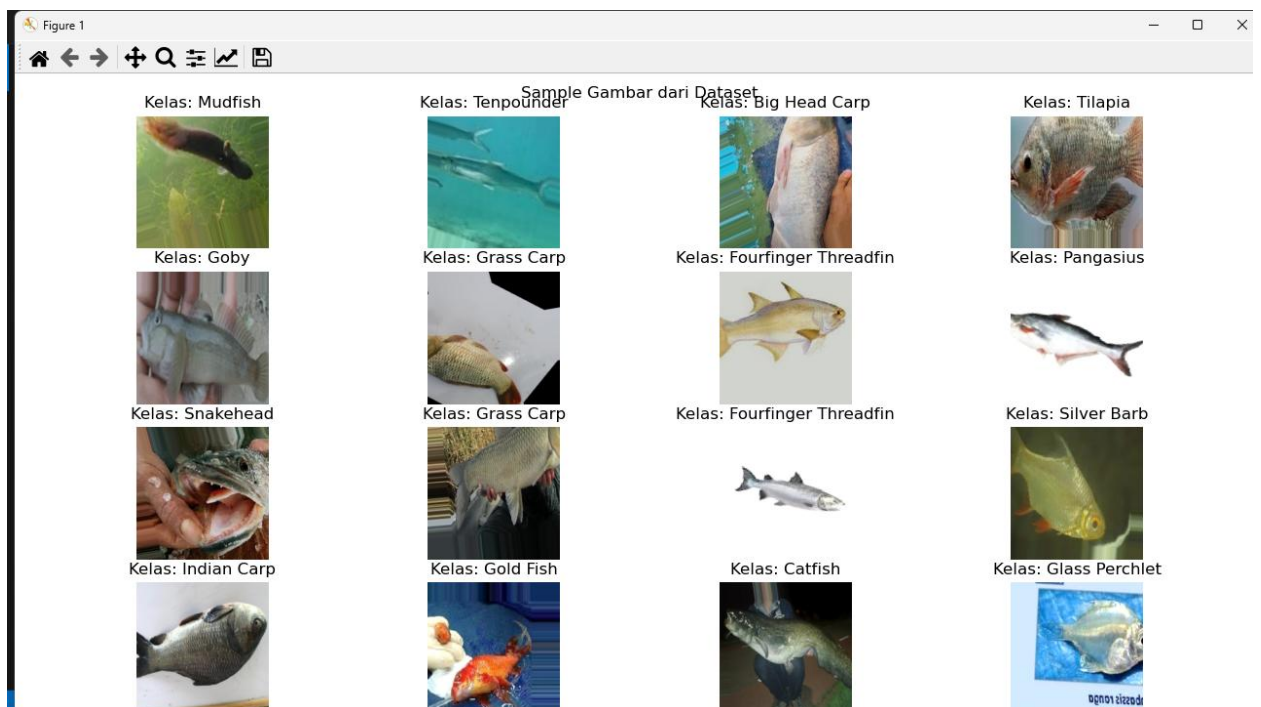 Figure 1
Sample Gambar dari Dataset
Kelas: Mudfish
Kelas: Tenpounder
Kelas: Big Head Carp
Kelas: Tilapia
Kelas: Goby
Kelas: Grass Carp
Kelas: Fourfinger Threadfin
Kelas: Pangasius
Kelas: Snakehead
Kelas: Grass Carp
Kelas: Fourfinger Threadfin
Kelas: Silver Barb
Kelas: Indian Carp
Kelas: Gold Fish
Kelas: Catfish
Kelas: Glass Perchlet